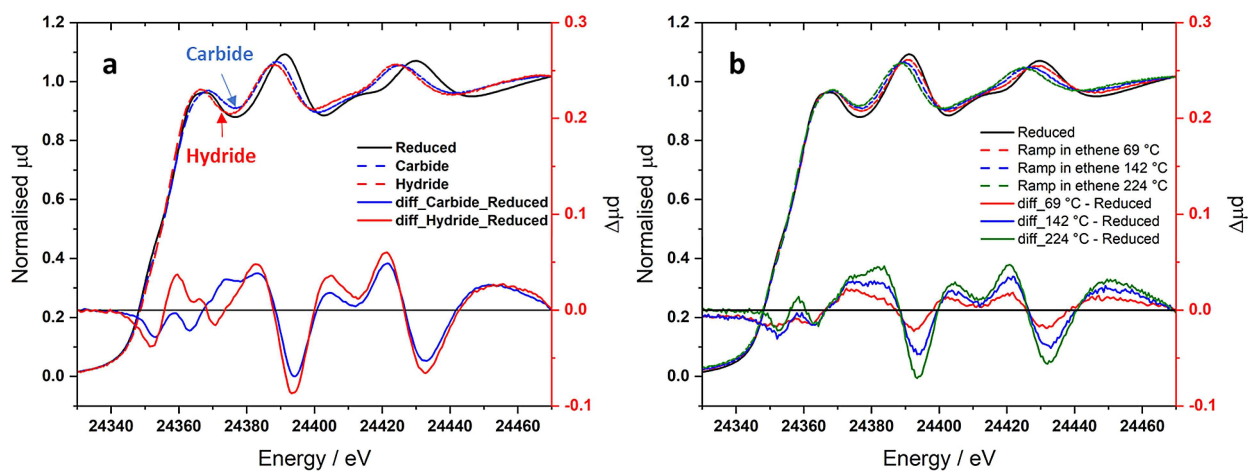 a
Carbide
Hydride
Reduced
Carbide
Hydride
diff_Carbide_Reduced
diff_Hydride_Reduced
1.2
1.0
0.8
0.6
0.4
0.2
0.0
Normalised μd
0.3
0.2
0.1
0.0
-0.1
Δμd
24340 24360 24380 24400 24420 24440 24460
Energy / eV
b
Reduced
Ramp in ethene 69 °C
Ramp in ethene 142 °C
Ramp in ethene 224 °C
diff_69 °C - Reduced
diff_142 °C - Reduced
diff_224 °C - Reduced
1.2
1.0
0.8
0.6
0.4
0.2
0.0
Normalised μd
0.3
0.2
0.1
0.0
-0.1
Δμd
24340 24360 24380 24400 24420 24440 24460
Energy / eV